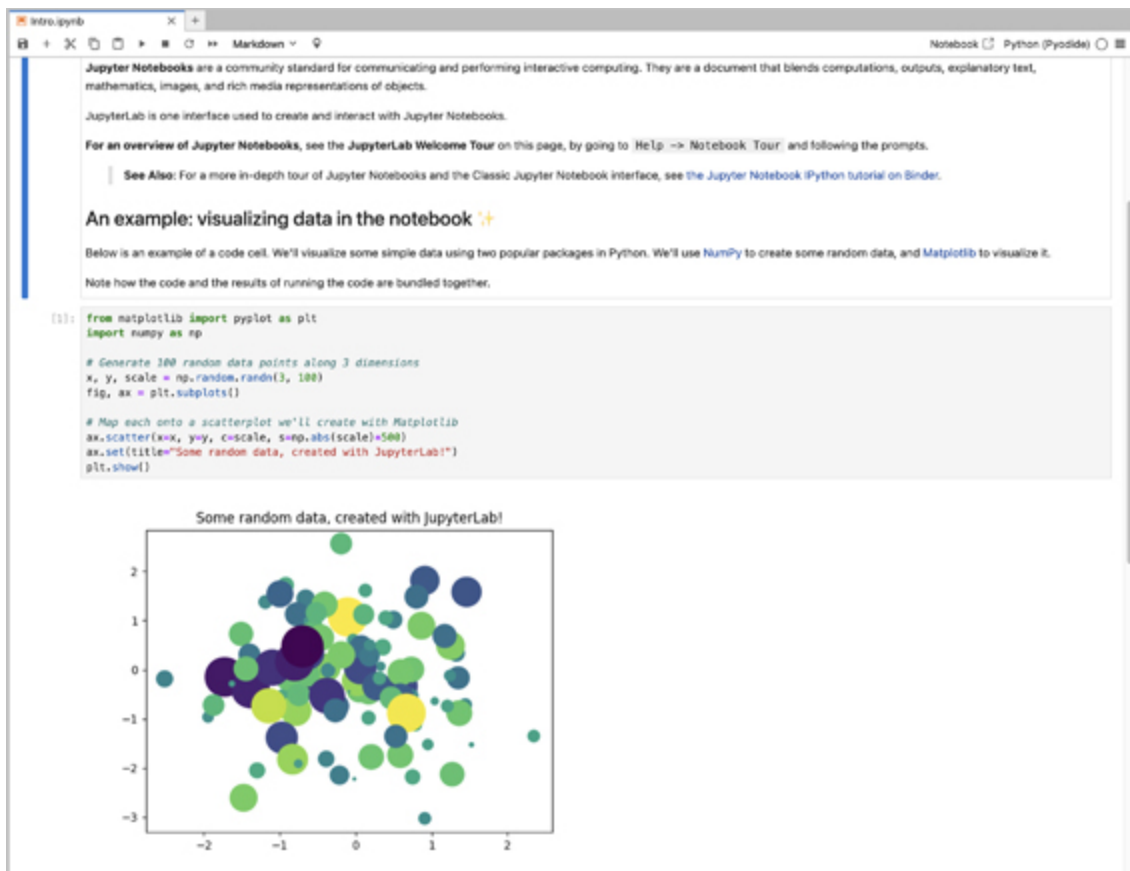 Intro.ipynb
Markdown
Notebook Python (Pyodide)
Jupyter Notebooks are a community standard for communicating and performing interactive computing. They are a document that blends computations, outputs, explanatory text,
mathematics, images, and rich media representations of objects.
JupyterLab is one interface used to create and interact with Jupyter Notebooks.
For an overview of Jupyter Notebooks, see the JupyterLab Welcome Tour on this page, by going to Help -> Notebook Tour and following the prompts.
See Also: For a more in-depth tour of Jupyter Notebooks and the Classic Jupyter Notebook interface, see the Jupyter Notebook IPython tutorial on Binder.
An example: visualizing data in the notebook ✨
Below is an example of a code cell. We'll visualize some simple data using two popular packages in Python. We'll use NumPy to create some random data, and Matplotlib to visualize it.
Note how the code and the results of running the code are bundled together.
[1]: from matplotlib import pyplot as plt
import numpy as np
# Generate 100 random data points along 3 dimensions
x, y, scale = np.random.randn(3, 100)
fig, ax = plt.subplots()
# Map each onto a scatterplot we'll create with Matplotlib
ax.scatter(x=x, y=y, c=scale, s=np.abs(scale)*500)
ax.set(title="Some random data, created with JupyterLab!")
plt.show()
Some random data, created with JupyterLab!
2
1
0
−1
−2
−3
−2 −1 0 1 2